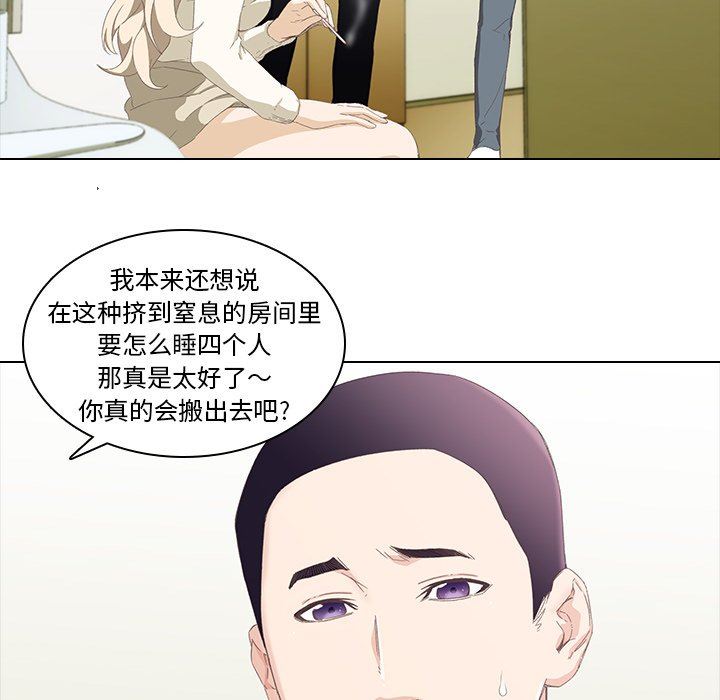 我本来还想说
在这种挤到窒息的房间里
要怎么睡四个人
那真是太好了～
你真的会搬出去吧?